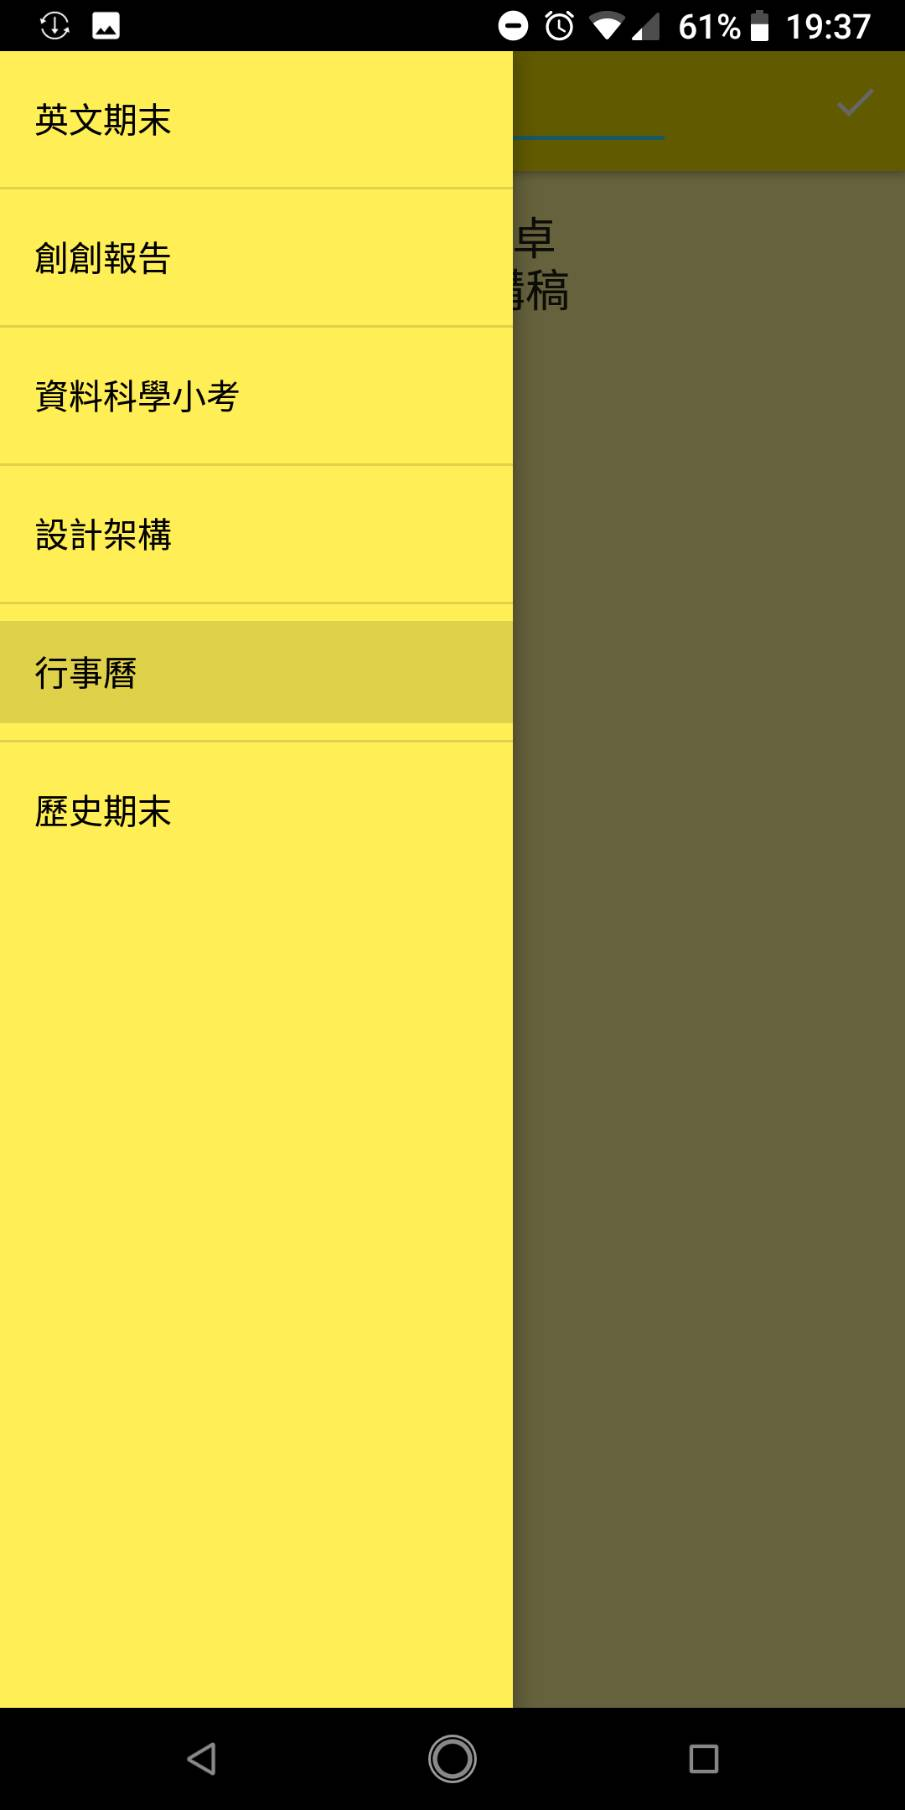 61% 19:37
英文期末
創創報告
資料科學小考
設計架構
行事曆
歷史期末
卓
稿